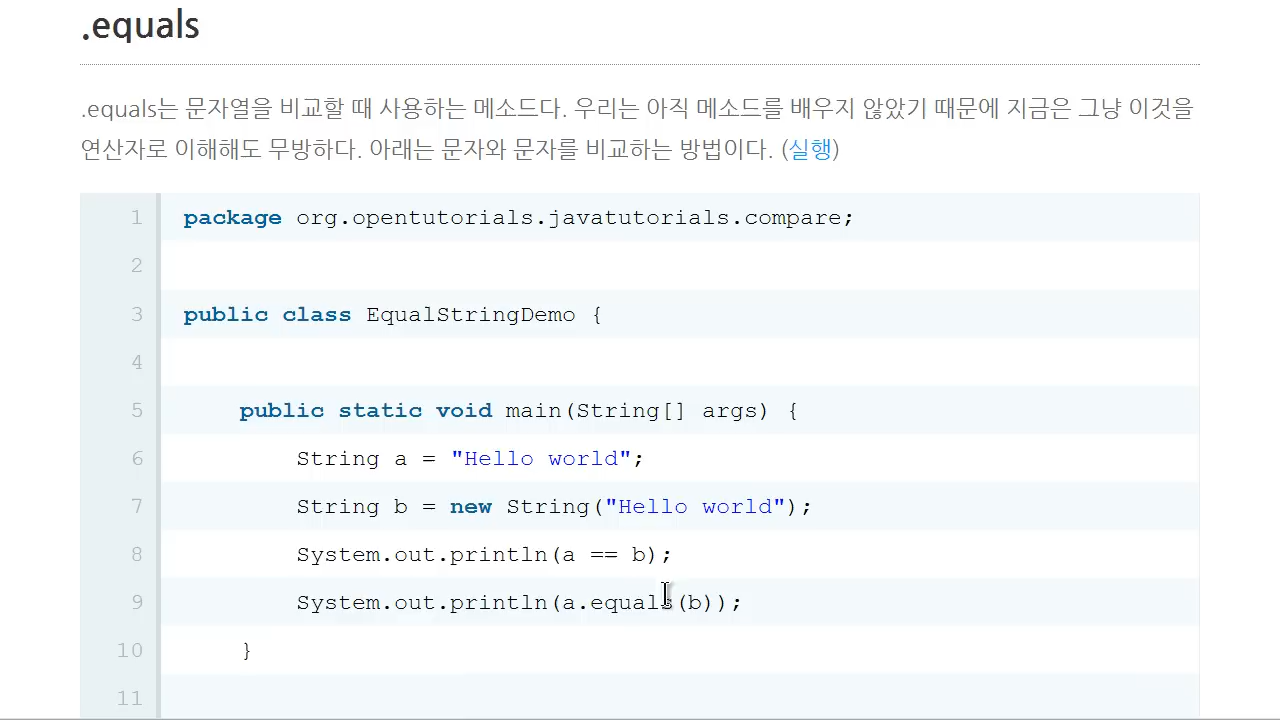 .equals
.equals는 문자열을 비교할 때 사용하는 메소드다. 우리는 아직 메소드를 배우지 않았기 때문에 지금은 그냥 이것을
연산자로 이해해도 무방하다. 아래는 문자와 문자를 비교하는 방법이다. (실행)
1 package org.opentutorials.javatutorials.compare;
2
3 public class EqualStringDemo {
4
5 public static void main(String[] args) {
6 String a = "Hello world";
7 String b = new String("Hello world");
8 System.out.println(a == b);
9 System.out.println(a.equals(b));
10 }
11